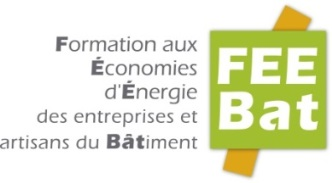 Formation aux
Économies
d'Énergie
des entreprises et
artisans du Bâtiment
FEE
Bat